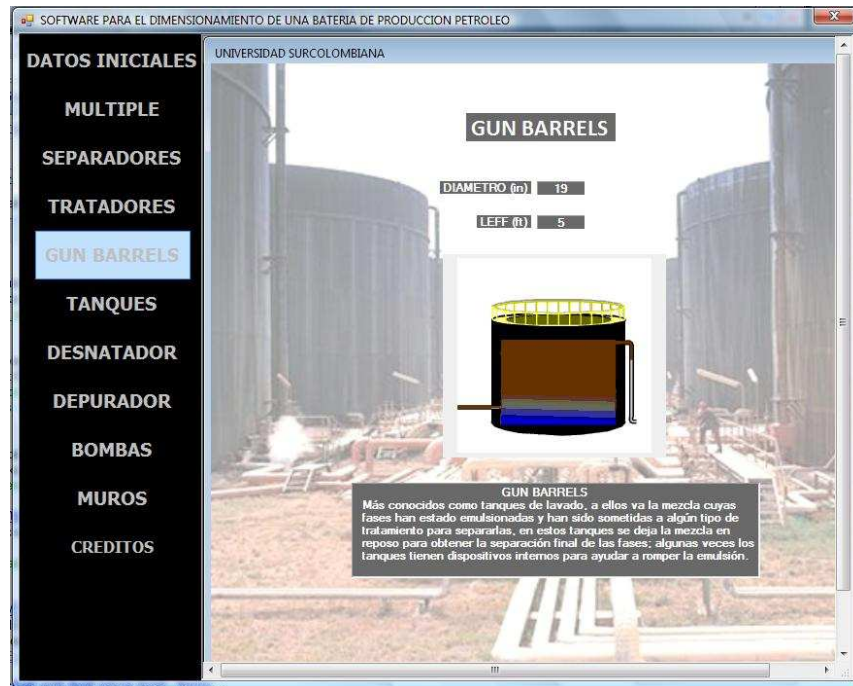 SOFTWARE PARA EL DIMENSIONAMIENTO DE UNA BATERIA DE PRODUCCION PETROLEO
DATOS INICIALES
MULTIPLE
SEPARADORES
TRATADORES
GUN BARRELS
TANQUES
DESNATADOR
DEPURADOR
BOMBAS
MUROS
CREDITOS
UNIVERSIDAD SURCOLOMBIANA
GUN BARRELS
DIAMETRO (in) 19
LEFF (ft) 5
GUN BARRELS
Más conocidos como tanques de lavado, a ellos va la mezcla cuyas
fases han estado emulsionadas y han sido sometidas a algún tipo de
tratamiento para separarlas, en estos tanques se deja la mezcla en
reposo para obtener la separación final de las fases; algunas veces los
tanques tienen dispositivos internos para ayudar a romper la emulsión.